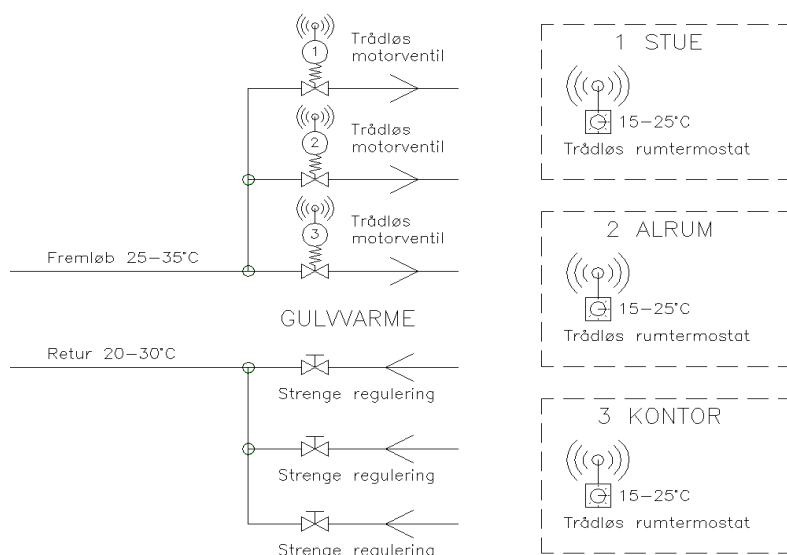 1
Trådløs
motorventil
2
Trådløs
motorventil
3
Trådløs
motorventil
Fremløb 25-35°C
GULVVARME
Retur 20-30°C
Strenge regulering
Strenge regulering
Strenge regulering
1 STUE
15-25°C
Trådløs rumtermostat
2 ALRUM
15-25°C
Trådløs rumtermostat
3 KONTOR
15-25°C
Trådløs rumtermostat